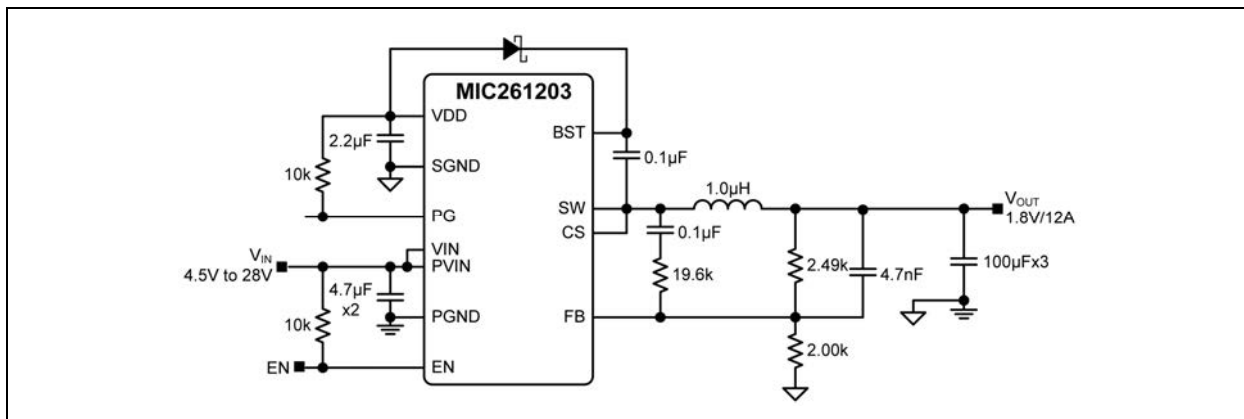 MIC261203
VDD
2.2µF
SGND
10k
PG
VIN
PVIN
V_IN
4.5V to 28V
4.7µF
x2
PGND
10k
EN
EN
BST
0.1µF
SW
CS
1.0µH
0.1µF
19.6k
FB
2.49k
4.7nF
2.00k
100µFx3
V_OUT
1.8V/12A